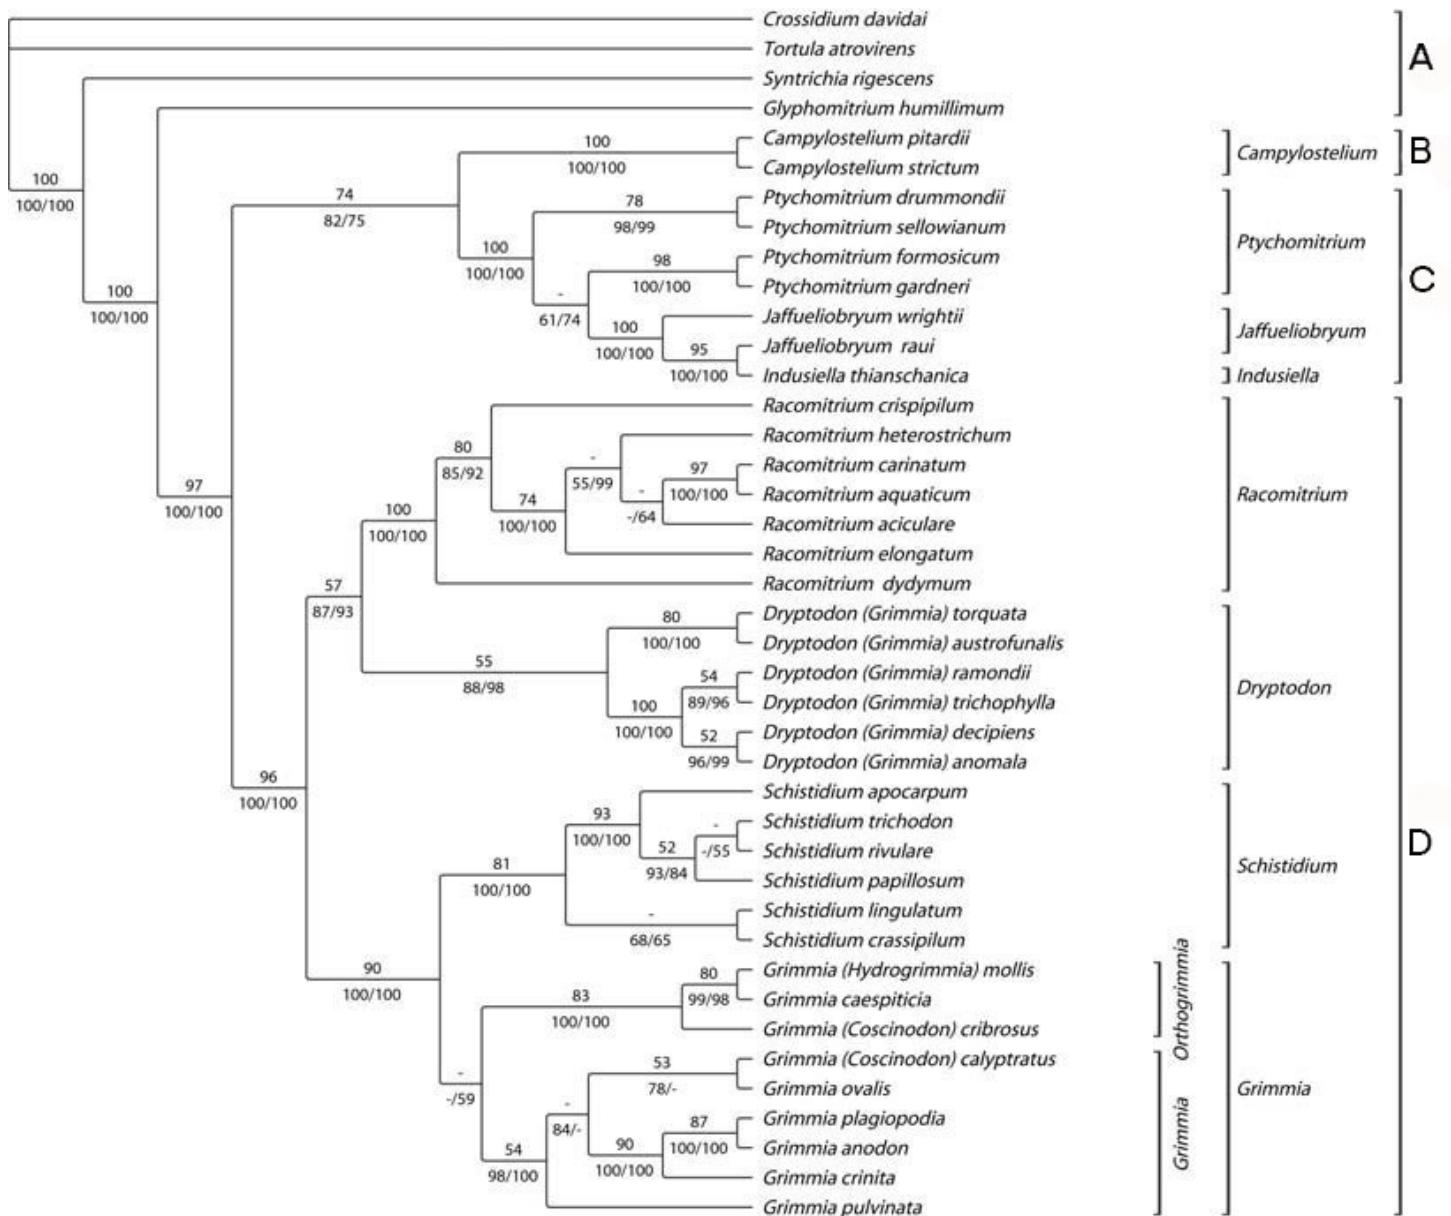 Crossidium davidai
Tortula atrovirens
A
Syntrichia rigescens
Glyphomitrium humillimum
100
100/100
Campylostelium pitardii
Campylostelium strictum
Campylostelium
B
100
100/100
74
82/75
Ptychomitrium drummondii
78
98/99
Ptychomitrium sellowianum
Ptychomitrium
100
100/100
Ptychomitrium formosicum
98
100/100
Ptychomitrium gardneri
C
100
100/100
-
61/74
Jaffueliobryum wrightii
100
100/100
Jaffueliobryum raui
Jaffueliobryum
95
100/100
Indusiella thianschanica
Indusiella
Racomitrium crispipilum
Racomitrium heterostrichum
80
85/92
-
55/99
Racomitrium carinatum
97
100/100
Racomitrium aquaticum
Racomitrium
97
100/100
74
100/100
-
-/64
Racomitrium aciculare
100
100/100
Racomitrium elongatum
Racomitrium dydymum
57
87/93
Dryptodon (Grimmia) torquata
80
100/100
Dryptodon (Grimmia) austrofunalis
55
88/98
Dryptodon (Grimmia) ramondii
54
89/96
Dryptodon
Dryptodon (Grimmia) trichophylla
100
100/100
Dryptodon (Grimmia) decipiens
52
96/99
Dryptodon (Grimmia) anomala
96
100/100
Schistidium apocarpum
93
100/100
Schistidium trichodon
-
-/55
Schistidium rivulare
D
52
93/84
Schistidium papillosum
Schistidium
81
100/100
Schistidium lingulatum
-
68/65
Schistidium crassipilum
90
100/100
Grimmia (Hydrogrimmia) mollis
80
99/98
Grimmia caespiticia
83
100/100
Grimmia (Coscinodon) cribrosus
Orthogrimmia
Grimmia (Coscinodon) calyptratus
53
78/-
Grimmia ovalis
Grimmia
-
-/59
-
84/-
Grimmia plagiopodia
87
100/100
Grimmia anodon
Grimmia
90
100/100
54
98/100
Grimmia crinita
Grimmia pulvinata